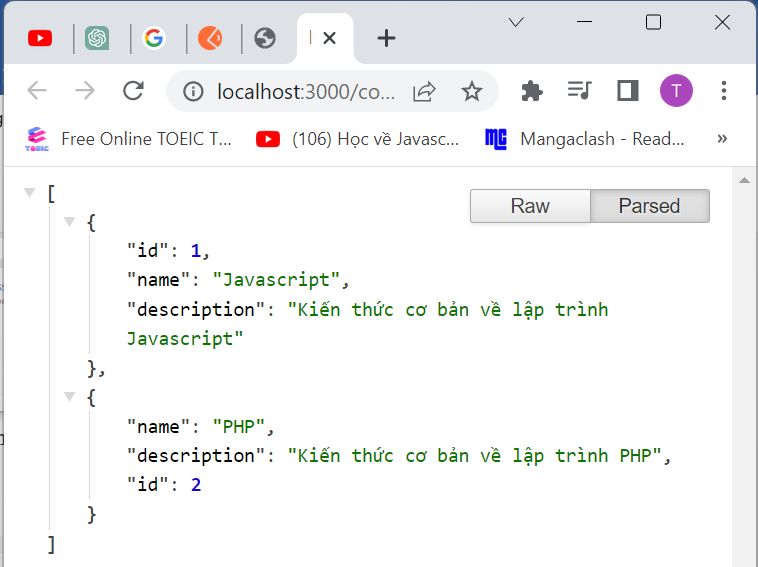 localhost:3000/co...
T
TOEIC
Free Online TOEIC T...
(106) Học về Javasc...
Mangaclash - Read...
»
Raw
Parsed
[
{
"id": 1,
"name": "Javascript",
"description": "Kiến thức cơ bản về lập trình
Javascript"
},
{
"name": "PHP",
"description": "Kiến thức cơ bản về lập trình PHP",
"id": 2
}
]